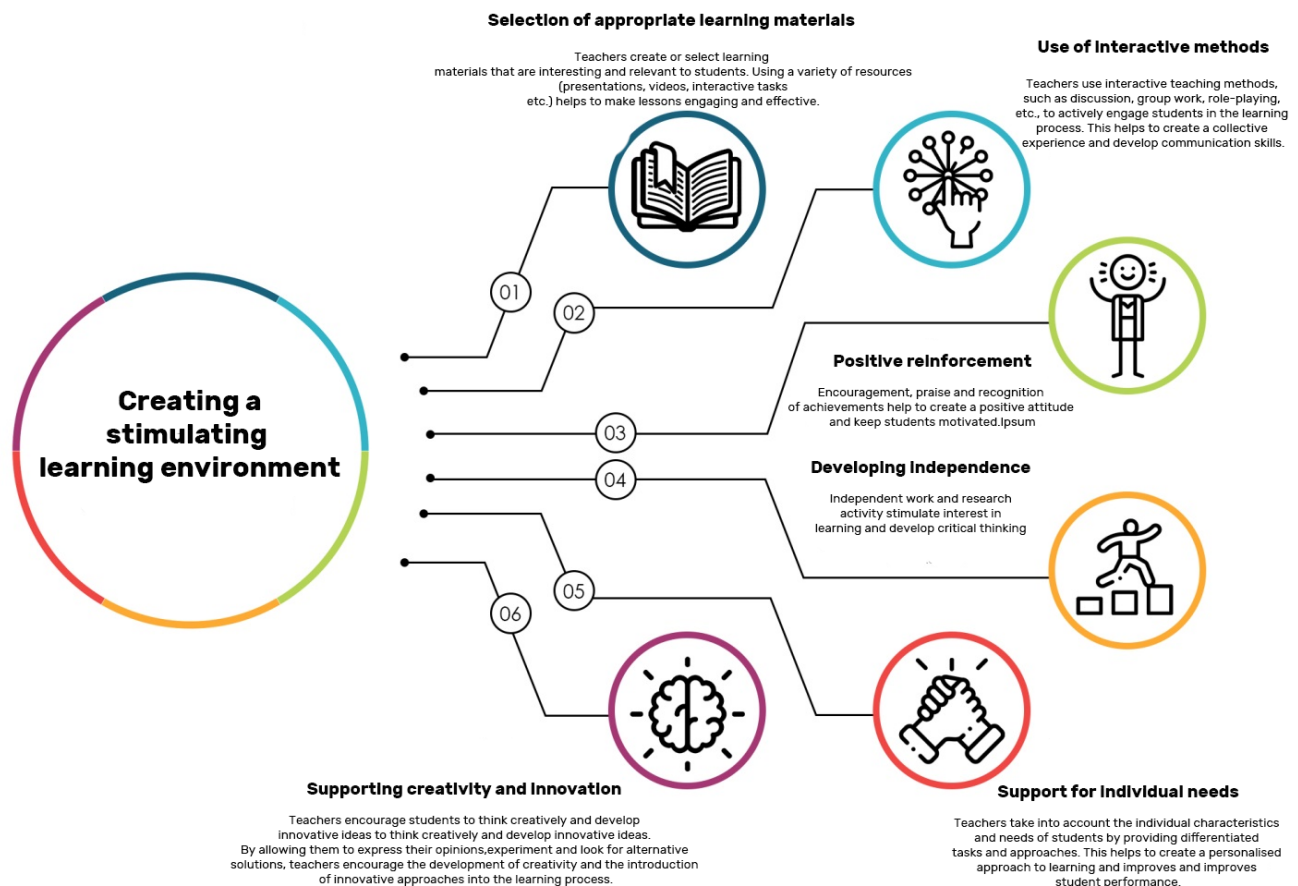 Selection of appropriate learning materials
Teachers create or select learning
materials that are interesting and relevant to students. Using a variety of resources
(presentations, videos, interactive tasks
etc.) helps to make lessons engaging and effective.
Use of interactive methods
Teachers use interactive teaching methods,
such as discussion, group work, role-playing,
etc., to actively engage students in the learning
process. This helps to create a collective
experience and develop communication skills.
01
02
Creating a
stimulating
learning environment
Positive reinforcement
Encouragement, praise and recognition
of achievements help to create a positive attitude
and keep students motivated.Ipsum
03
04
Developing independence
Independent work and research
activity stimulate interest in
learning and develop critical thinking
05
06
Supporting creativity and innovation
Teachers encourage students to think creatively and develop
innovative ideas to think creatively and develop innovative ideas.
By allowing them to express their opinions,experiment and look for alternative
solutions, teachers encourage the development of creativity and the introduction
of innovative approaches into the learning process.
Support for individual needs
Teachers take into account the individual characteristics
and needs of students by providing differentiated
tasks and approaches. This helps to create a personalised
approach to learning and improves and improves
student performance.